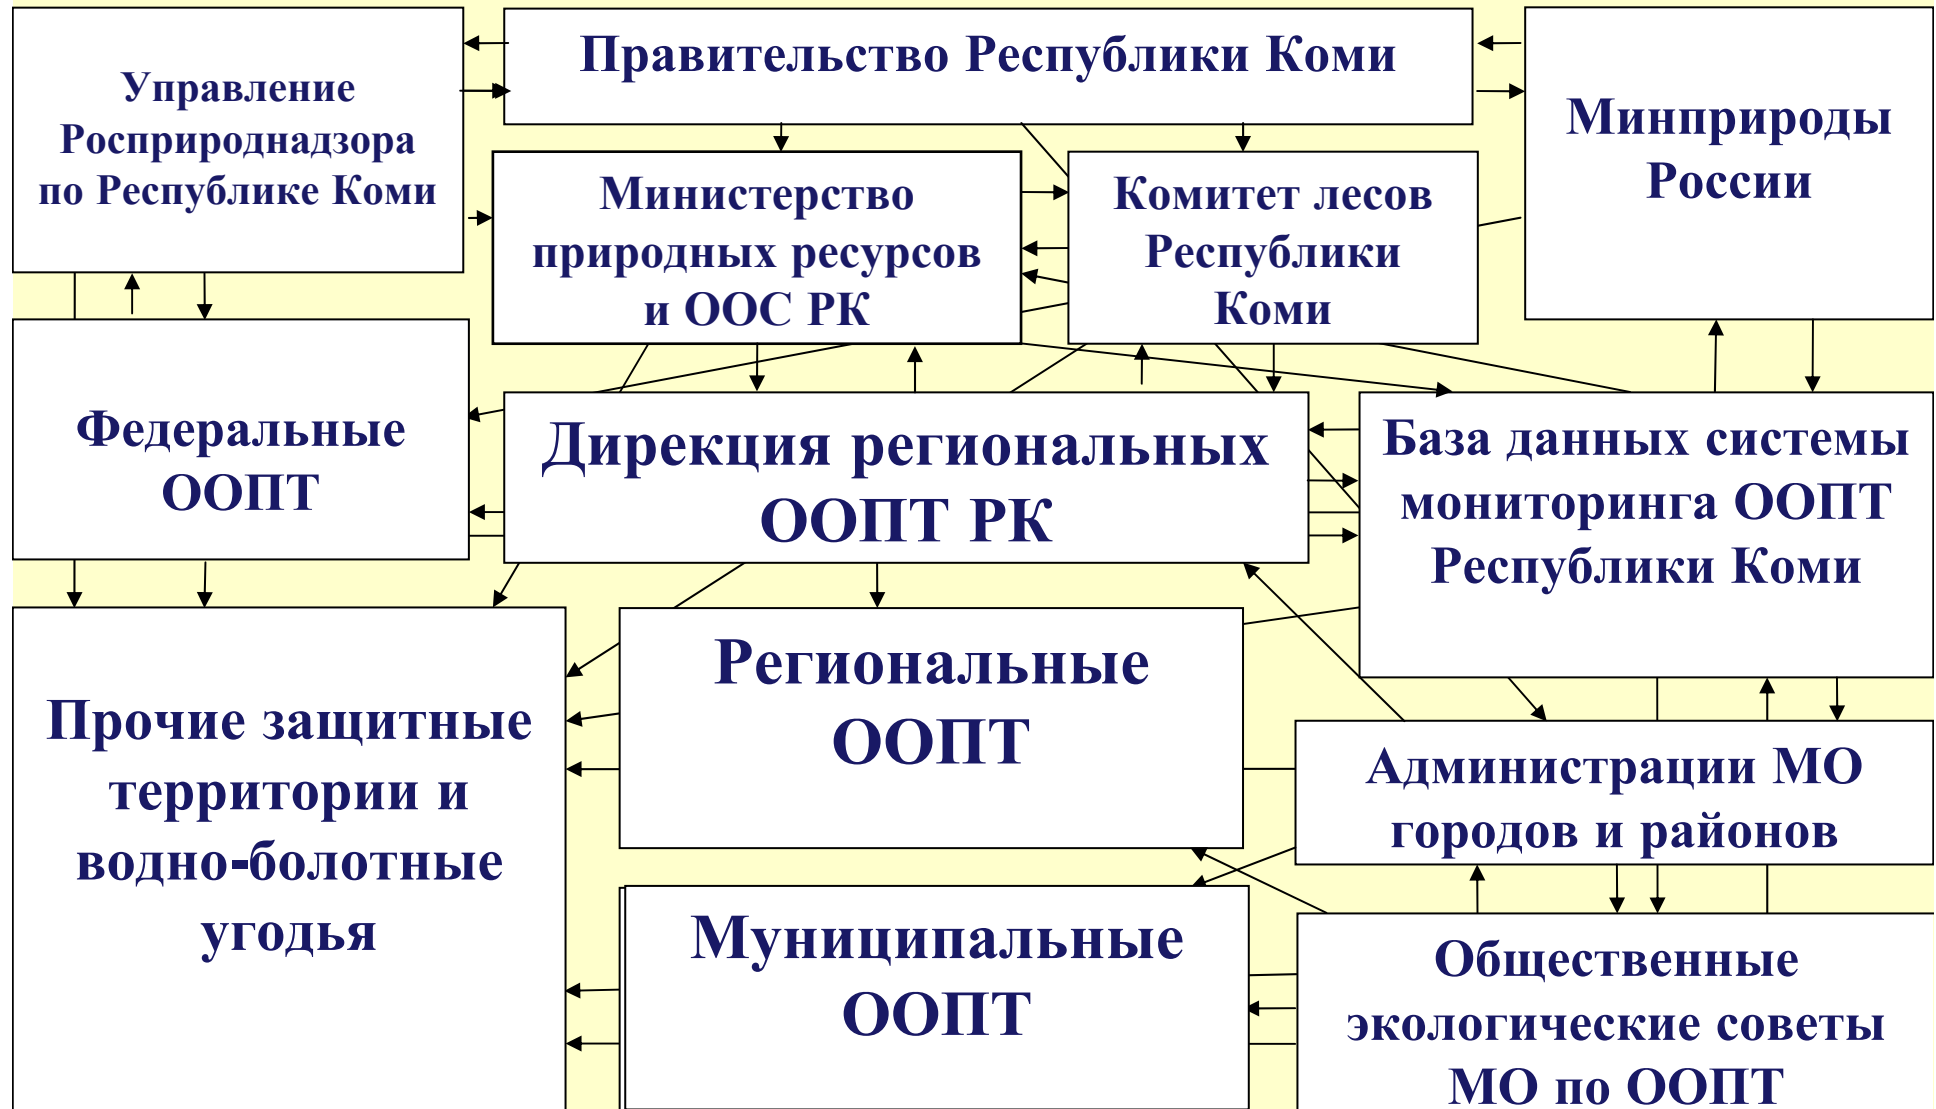 Правительство Республики Коми
Управление
Росприроднадзора
по Республике Коми
Минприроды
России
Министерство
природных ресурсов
и ООС РК
Комитет лесов
Республики
Коми
Федеральные
ООПТ
Дирекция региональных
ООПТ РК
База данных системы
мониторинга ООПТ
Республики Коми
Прочие защитные
территории и
водно-болотные
угодья
Региональные
ООПТ
Администрации МО
городов и районов
Муниципальные
ООПТ
Общественные
экологические советы
МО по ООПТ